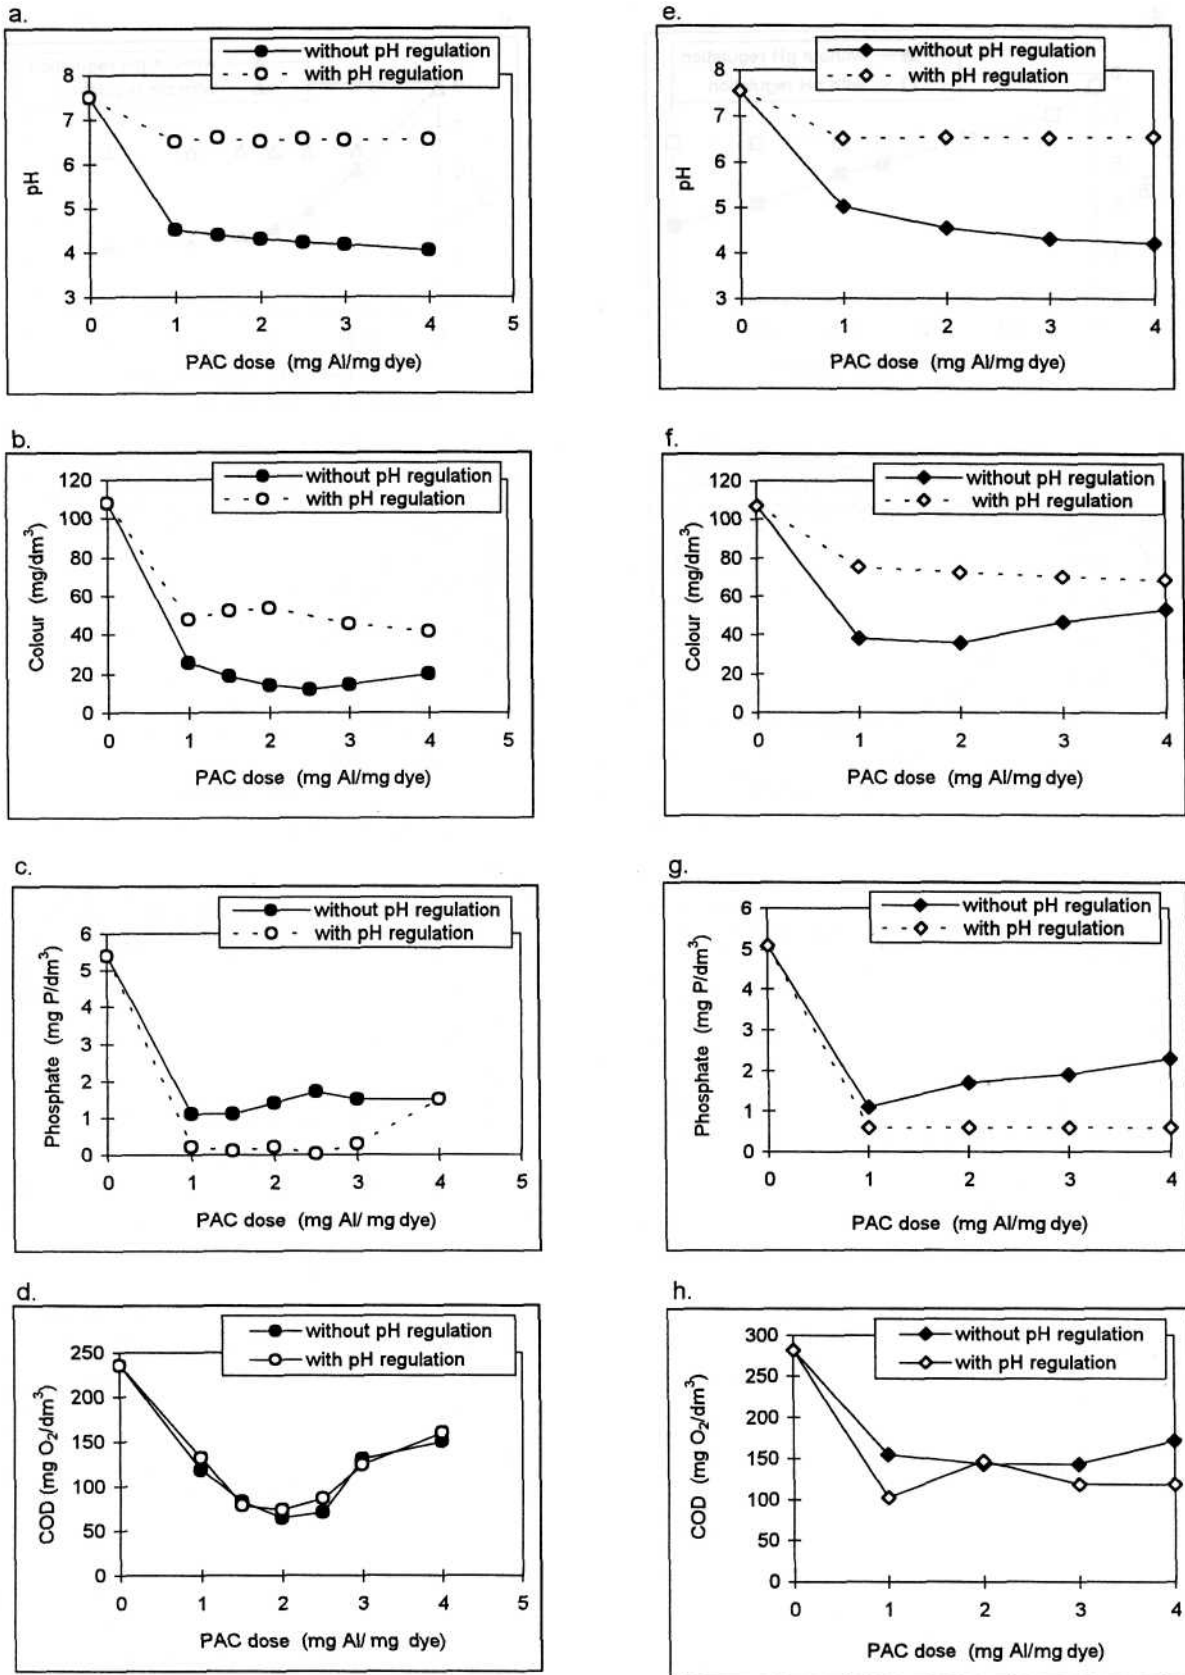 a.
without pH regulation
with pH regulation
8
7
6
5
4
3
pH
0 1 2 3 4 5
PAC dose (mg Al/mg dye)
b.
without pH regulation
with pH regulation
120
100
80
60
40
20
0
Colour (mg/dm³)
0 1 2 3 4 5
PAC dose (mg Al/mg dye)
c.
without pH regulation
with pH regulation
6
5
4
3
2
1
0
Phosphate (mg P/dm³)
0 1 2 3 4 5
PAC dose (mg Al/ mg dye)
d.
without pH regulation
with pH regulation
250
200
150
100
50
0
COD (mg O₂/dm³)
0 1 2 3 4 5
PAC dose (mg Al/ mg dye)
e.
without pH regulation
with pH regulation
8
7
6
5
4
3
pH
0 1 2 3 4
PAC dose (mg Al/mg dye)
f.
without pH regulation
with pH regulation
120
100
80
60
40
20
0
Colour (mg/dm³)
0 1 2 3 4
PAC dose (mg Al/mg dye)
g.
without pH regulation
with pH regulation
6
5
4
3
2
1
0
Phosphate (mg P/dm³)
0 1 2 3 4
PAC dose (mg Al/mg dye)
h.
without pH regulation
with pH regulation
300
250
200
150
100
50
0
COD (mg O₂/dm³)
0 1 2 3 4
PAC dose (mg Al/mg dye)